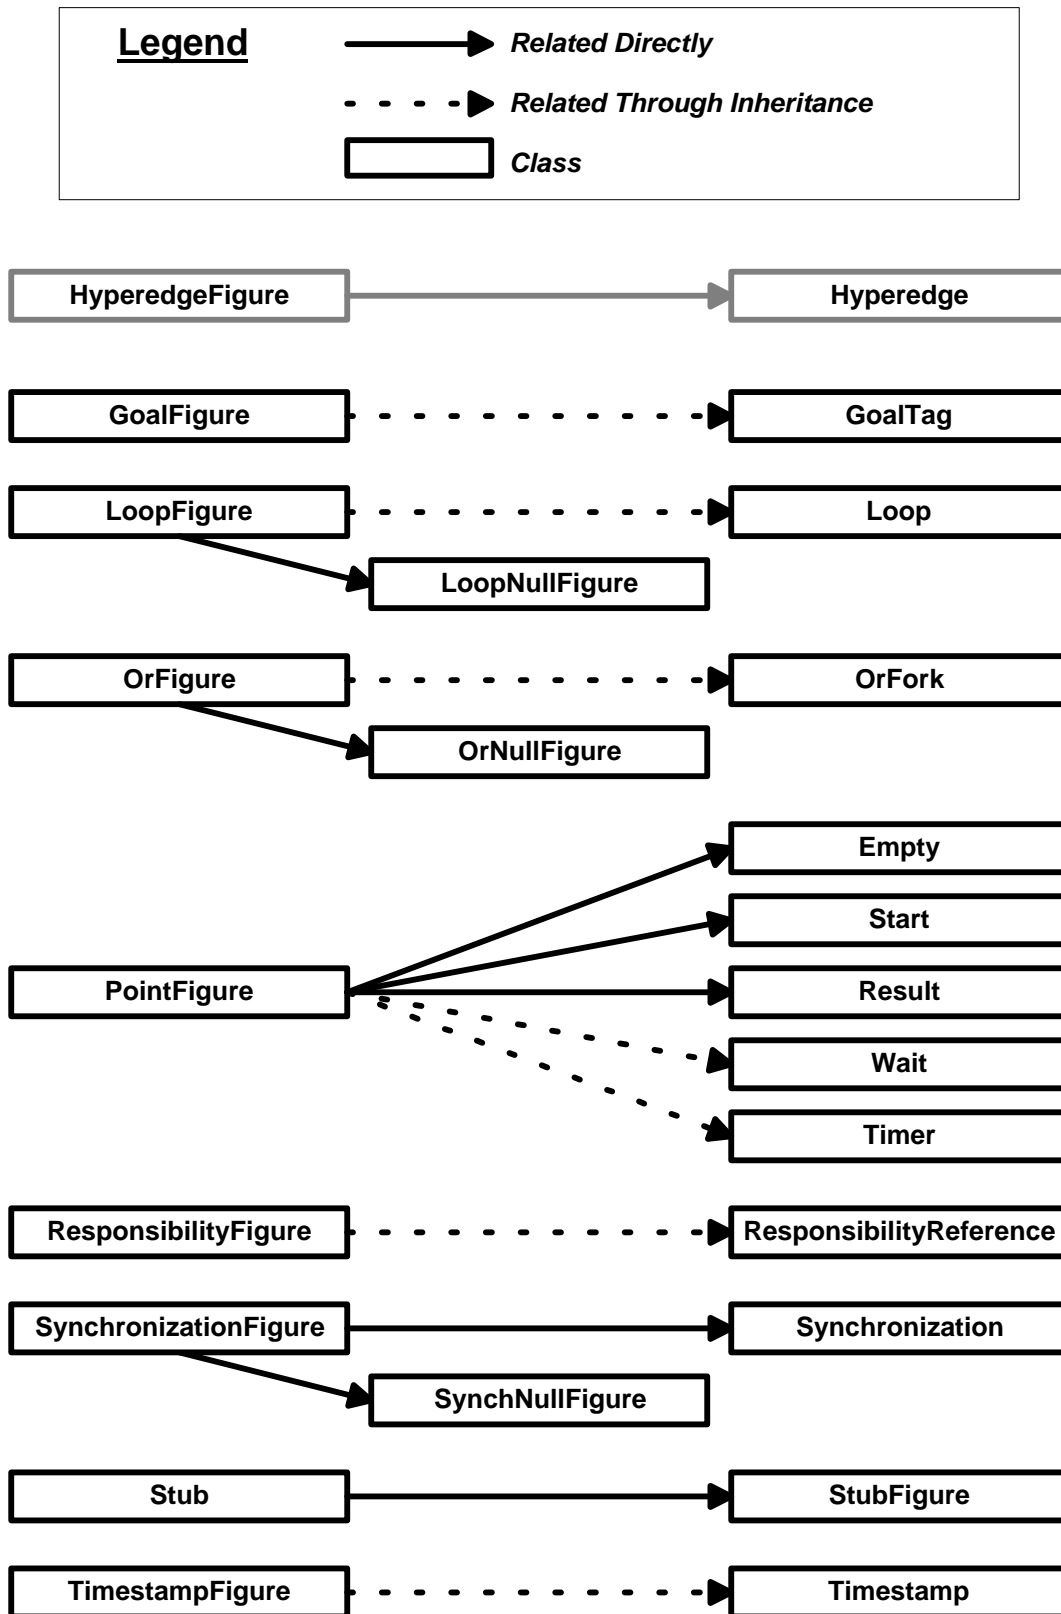 Legend
Related Directly
Related Through Inheritance
Class
HyperedgeFigure
Hyperedge
GoalFigure
GoalTag
LoopFigure
Loop
LoopNullFigure
OrFigure
OrFork
OrNullFigure
Empty
Start
PointFigure
Result
Wait
Timer
ResponsibilityFigure
ResponsibilityReference
SynchronizationFigure
Synchronization
SynchNullFigure
Stub
StubFigure
TimestampFigure
Timestamp